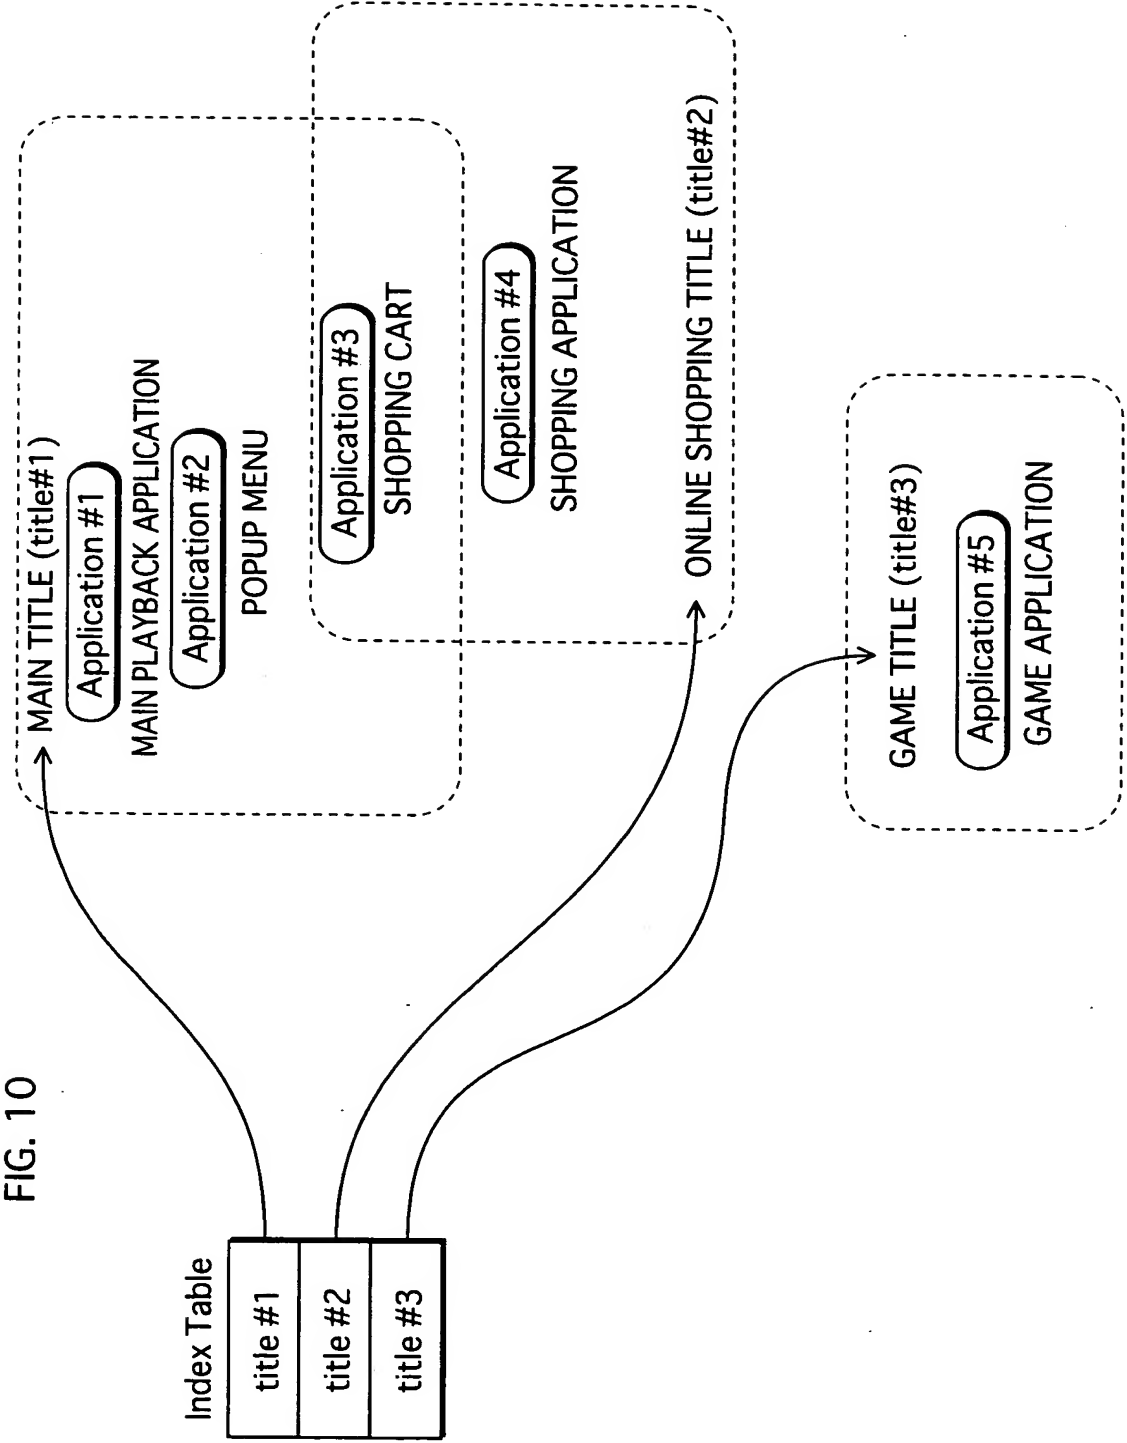 FIG. 10
Index Table
title #1
title #2
title #3
MAIN TITLE (title#1)
Application #1
MAIN PLAYBACK APPLICATION
Application #2
POPUP MENU
Application #3
SHOPPING CART
Application #4
SHOPPING APPLICATION
ONLINE SHOPPING TITLE (title#2)
GAME TITLE (title#3)
Application #5
GAME APPLICATION